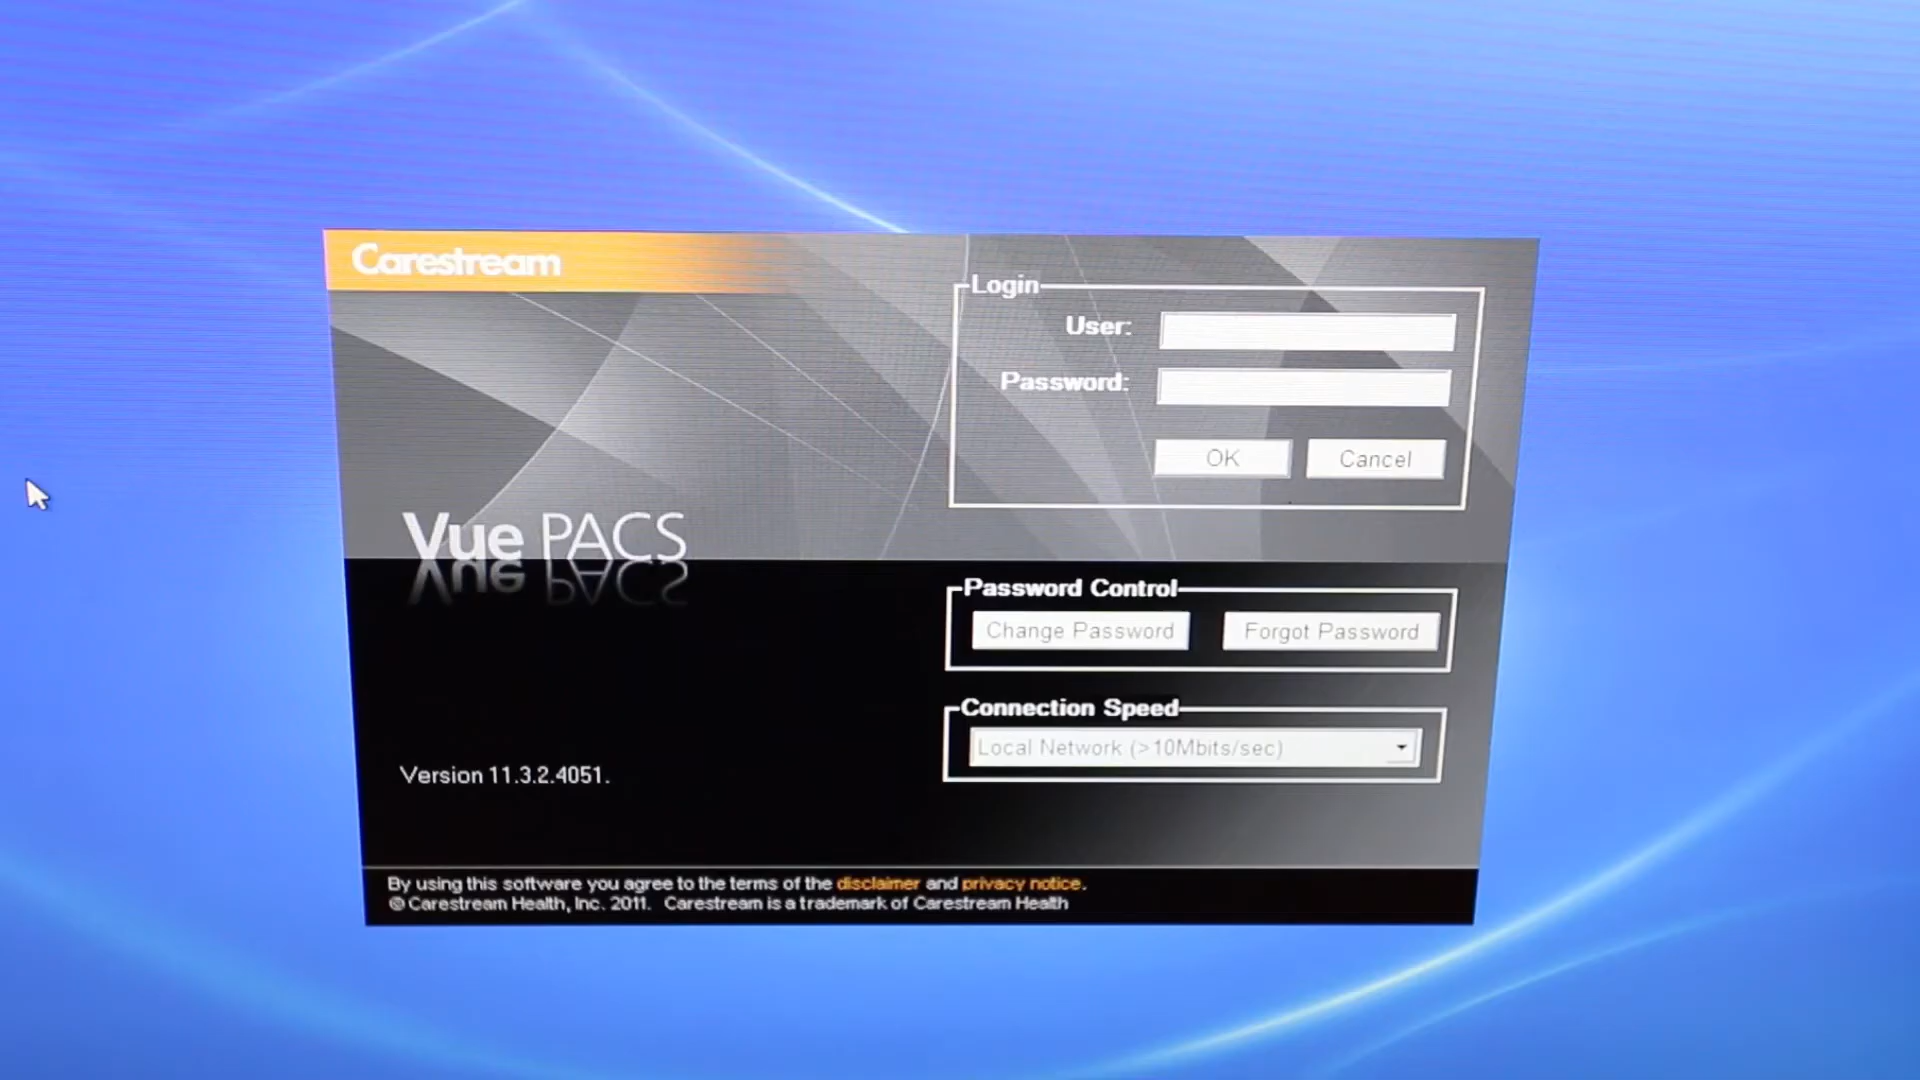 Carestream
Login
User:
Password:
OK Cancel
Vue PACS
Password Control
Change Password Forgot Password
Connection Speed
Local Network (>10Mbits/sec)
Version 11.3.2.4051.
By using this software you agree to the terms of the disclaimer and privacy notice.
© Carestream Health, Inc. 2011. Carestream is a trademark of Carestream Health